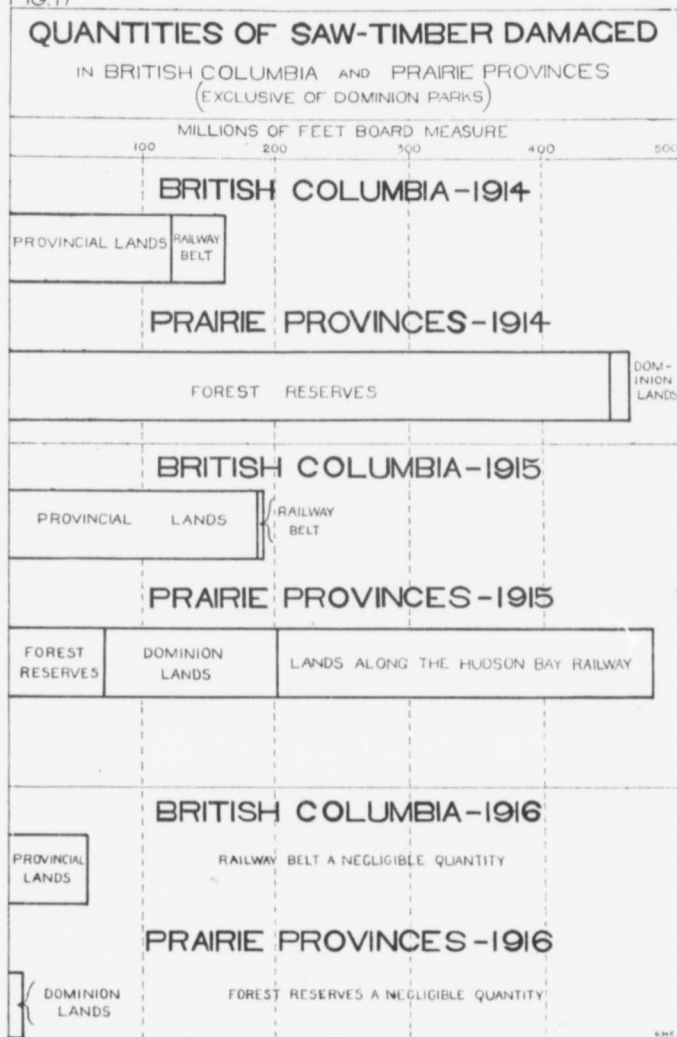 FIG. 17
QUANTITIES OF SAW-TIMBER DAMAGED
IN BRITISH COLUMBIA AND PRAIRIE PROVINCES
(EXCLUSIVE OF DOMINION PARKS)
MILLIONS OF FEET BOARD MEASURE
100 200 300 400 500
BRITISH COLUMBIA-1914
PROVINCIAL LANDS
RAILWAY
BELT
PRAIRIE PROVINCES-1914
FOREST RESERVES
DOM-
INION
LANDS
BRITISH COLUMBIA-1915
PROVINCIAL LANDS
RAILWAY
BELT
PRAIRIE PROVINCES-1915
FOREST
RESERVES
DOMINION
LANDS
LANDS ALONG THE HUDSON BAY RAILWAY
BRITISH COLUMBIA-1916
PROVINCIAL
LANDS
RAILWAY BELT A NEGLIGIBLE QUANTITY
PRAIRIE PROVINCES-1916
DOMINION
LANDS
FOREST RESERVES A NEGLIGIBLE QUANTITY